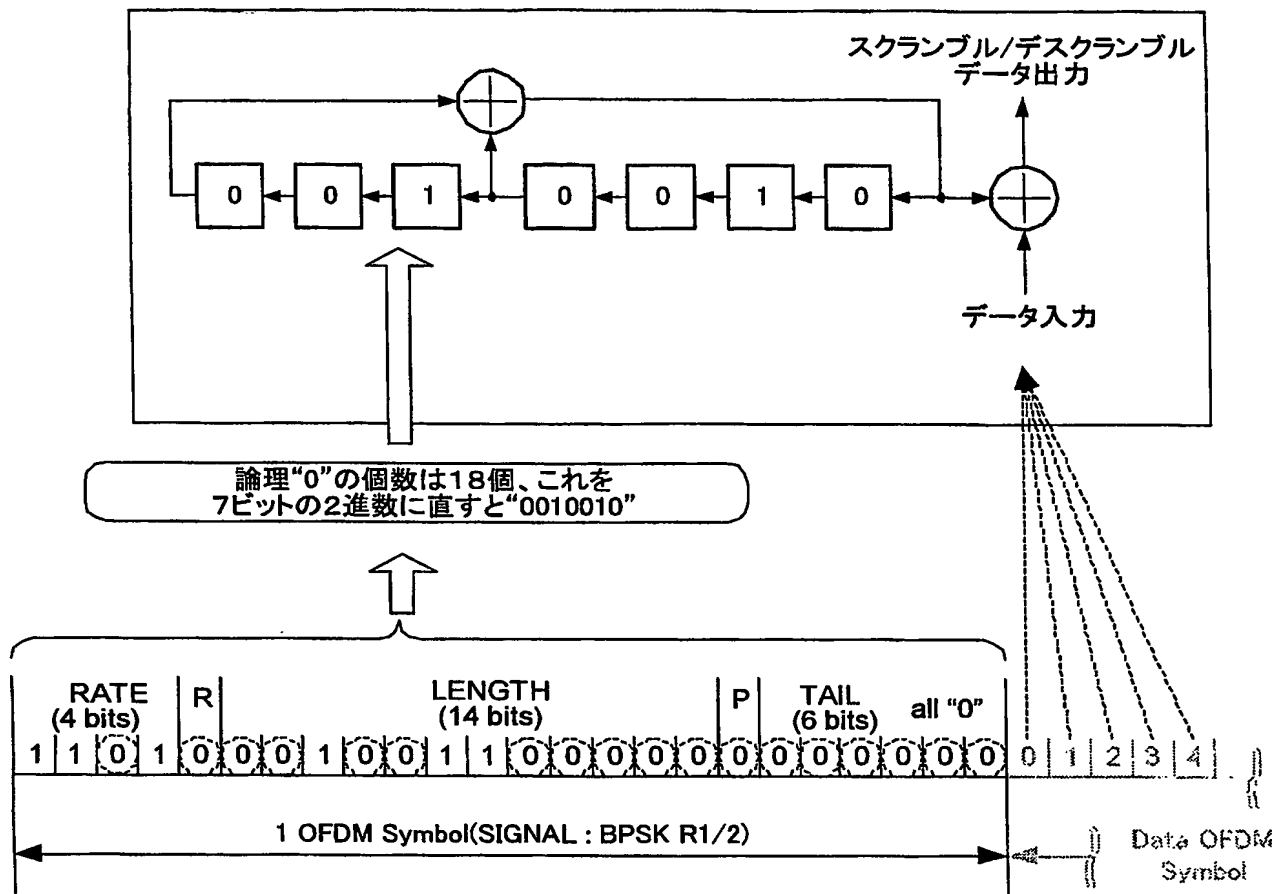 スクランブル/デスクランブル
データ出力
0 0 1 0 0 1 0
データ入力
論理“0”の個数は18個、これを
7ビットの2進数に直すと“0010010”
RATE
(4 bits)
R
LENGTH
(14 bits)
P
TAIL
(6 bits)
all “0”
1 1 0 1 0 0 0 1 0 0 1 1 0 0 0 0 0 0 0 0 0 0 0 0 0 1 2 3 4
1 OFDM Symbol(SIGNAL : BPSK R1/2)
Data OFDM
Symbol